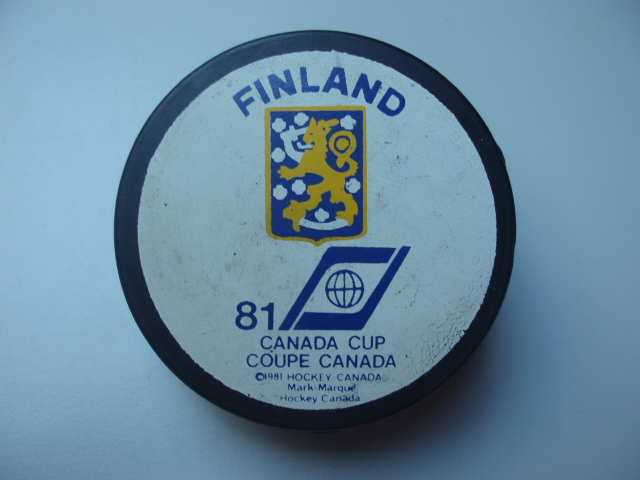 FINLAND
81
CANADA CUP
COUPE CANADA
©1981 HOCKEY CANADA
Mark-Marque
Hockey Canada